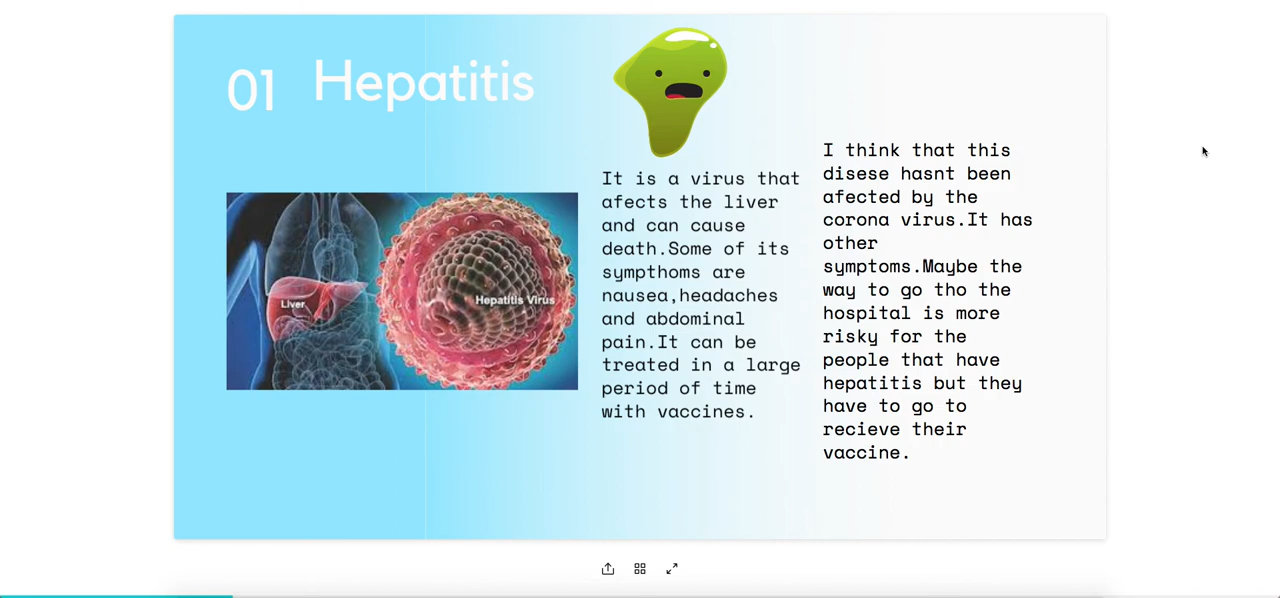 01 Hepatitis
Liver
Hepatitis Virus
It is a virus that
afects the liver
and can cause
death.Some of its
sympthoms are
nausea,headaches
and abdominal
pain.It can be
treated in a large
period of time
with vaccines.
I think that this
disese hasnt been
afected by the
corona virus.It has
other
symptoms.Maybe the
way to go tho the
hospital is more
risky for the
people that have
hepatitis but they
have to go to
recieve their
vaccine.